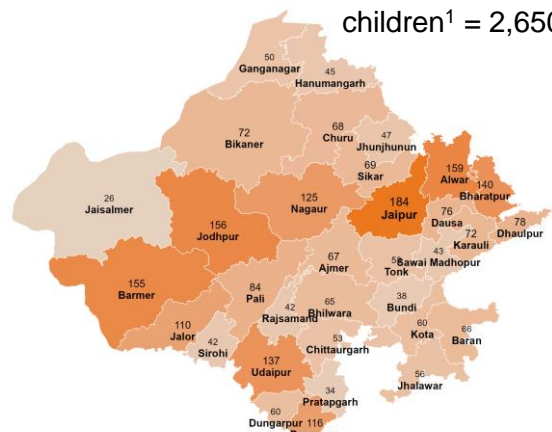 children¹ = 2,650
50
Ganganagar
45
Hanumangarh
72
Bikaner
68
Churu
47
Jhunjhunun
69
Sikar
159
Alwar
140
Bharatpur
26
Jaisalmer
156
Jodhpur
125
Nagaur
184
Jaipur
76
Dausa
72
Karauli
78
Dhaulpur
155
Barmer
67
Ajmer
Tonk
43
Sawai Madhopur
84
Pali
42
Rajsamand
65
Bhilwara
38
Bundi
110
Jalor
42
Sirohi
53
Chittaurgarh
60
Kota
66
Baran
137
Udaipur
34
Pratapgarh
56
Jhalawar
60
Dungarpur
116